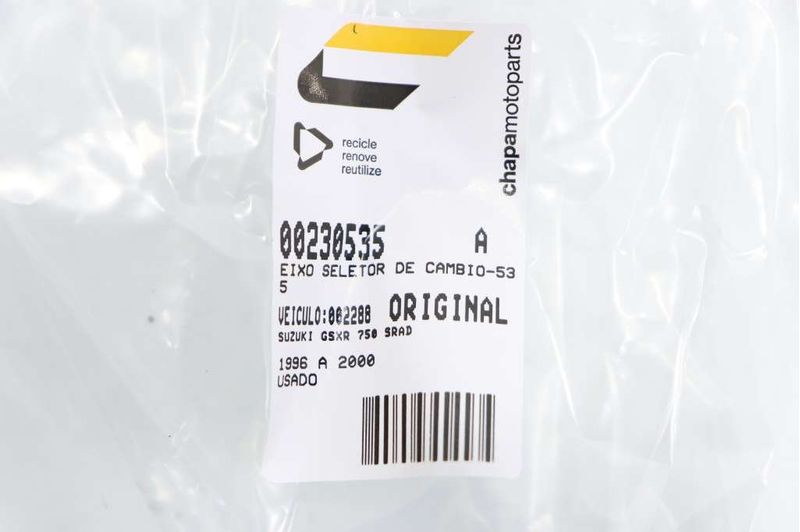 chapamotoparts
recicle
renove
reutilize
00230535 A
EIXO SELETOR DE CAMBIO-53
5
VEICULO:002288 ORIGINAL
SUZUKI GSXR 750 SRAD
1996 A 2000
USADO